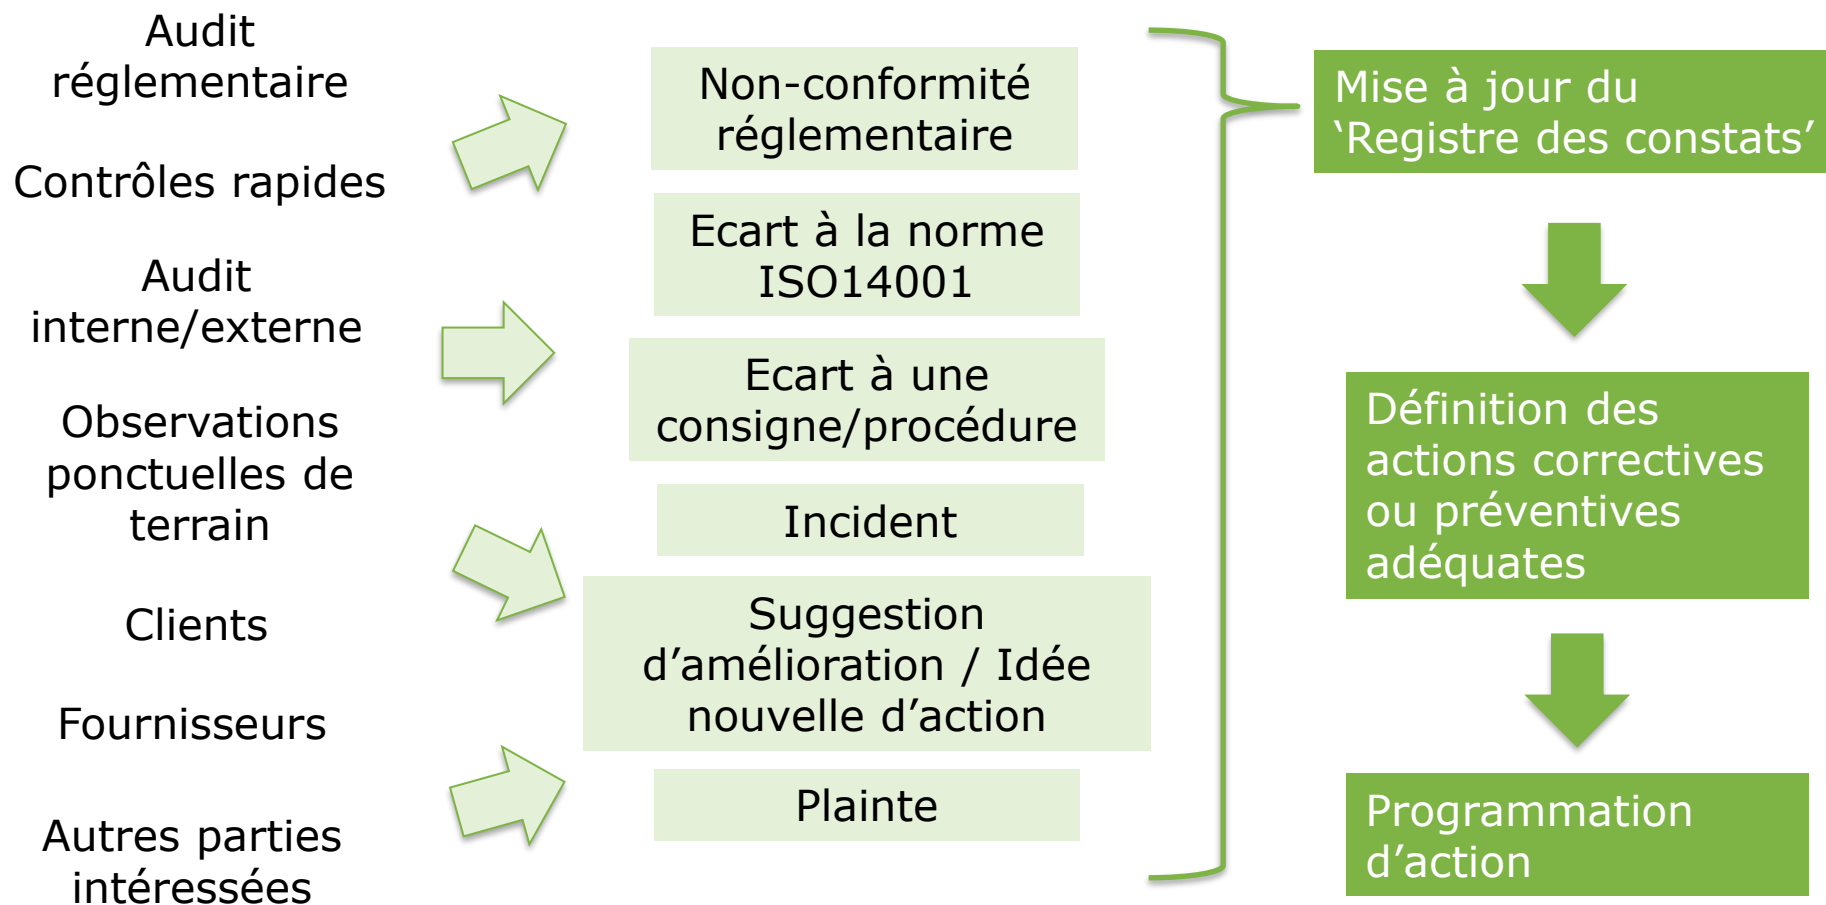 Audit
réglementaire
Contrôles rapides
Audit
interne/externe
Observations
ponctuelles de
terrain
Clients
Fournisseurs
Autres parties
intéressées
Non-conformité
réglementaire
Ecart à la norme
ISO14001
Ecart à une
consigne/procédure
Incident
Suggestion
d’amélioration / Idée
nouvelle d’action
Plainte
Mise à jour du
‘Registre des constats’
Définition des
actions correctives
ou préventives
adéquates
Programmation
d’action